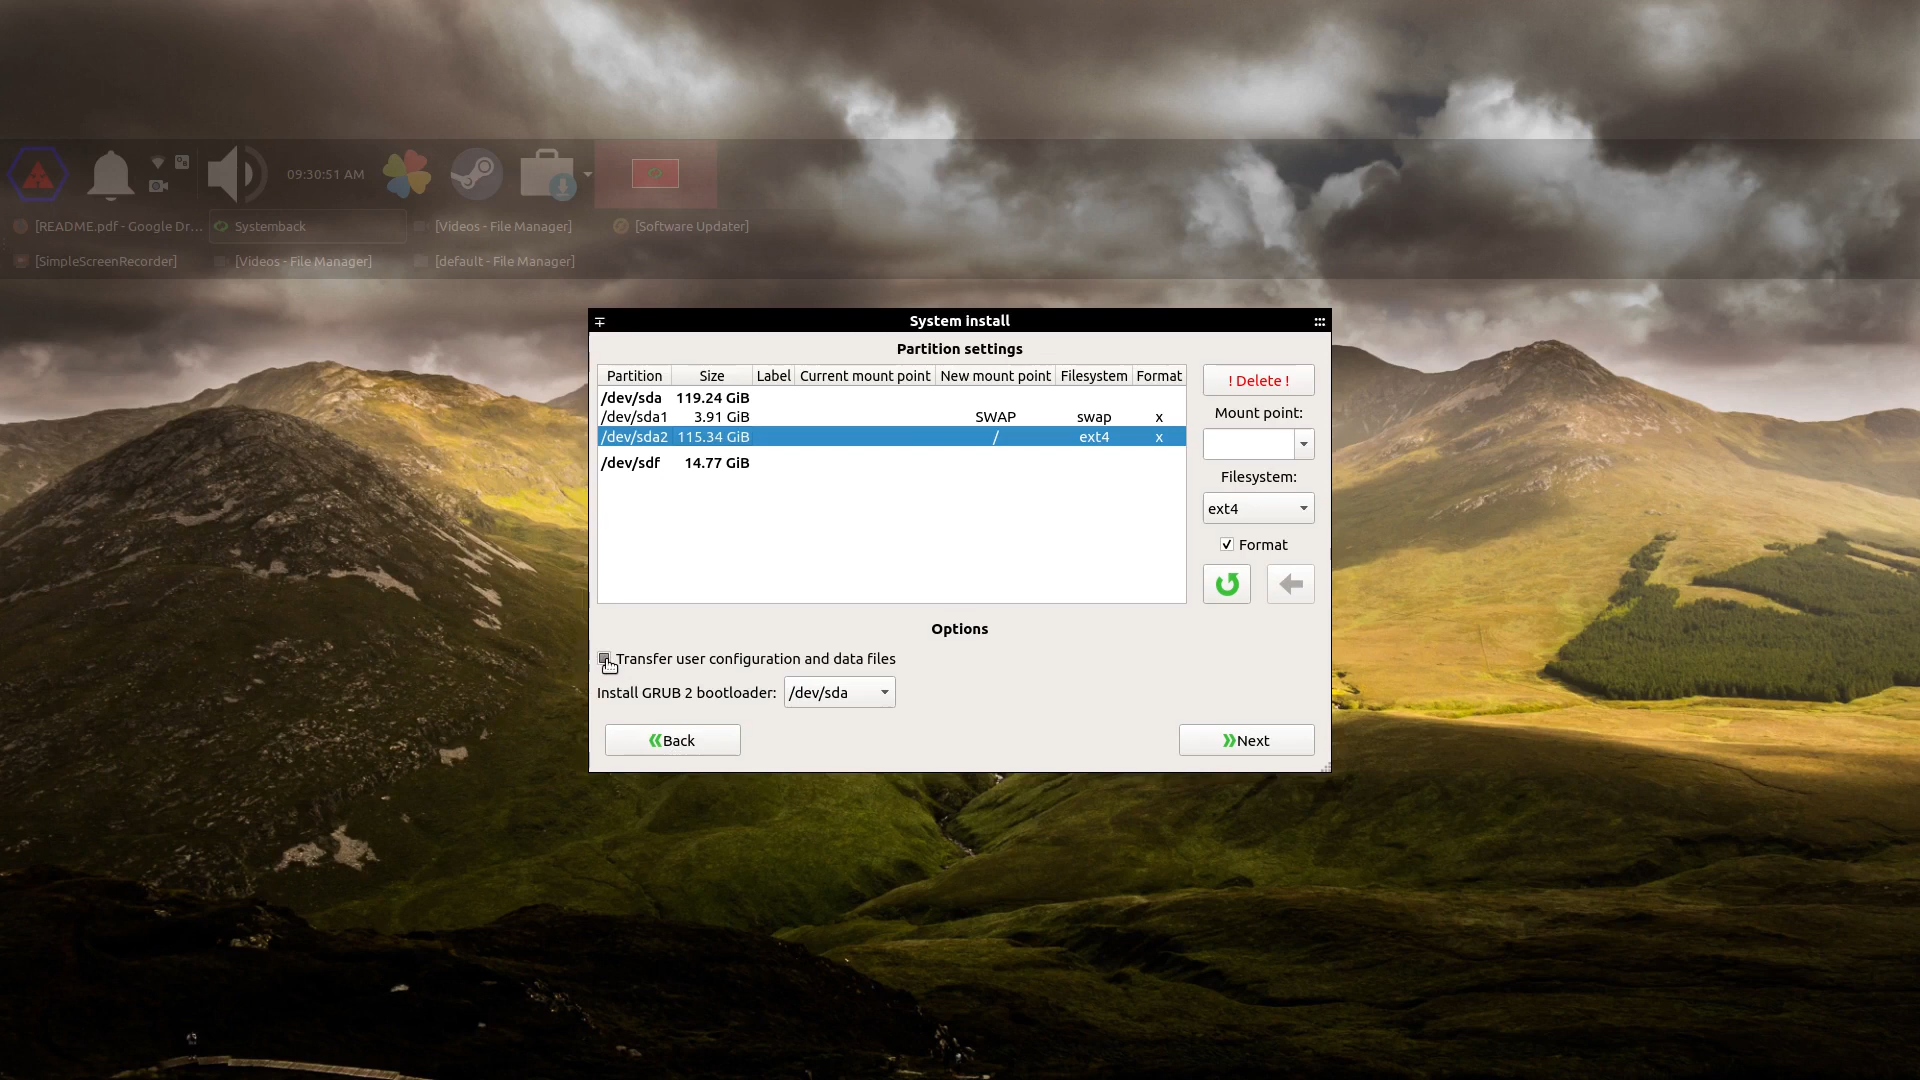 09:30:51 AM
[README.pdf - Google Dr... Systemback [Videos - File Manager] [Software Updater]
[SimpleScreenRecorder] [Videos - File Manager] [default - File Manager]
System install
Partition settings
Partition Size Label Current mount point New mount point Filesystem Format
/dev/sda 119.24 GiB
/dev/sda1 3.91 GiB SWAP swap x
/dev/sda2 115.34 GiB / ext4 x
/dev/sdf 14.77 GiB
! Delete !
Mount point:
Filesystem:
ext4
Format
Options
Transfer user configuration and data files
Install GRUB 2 bootloader: /dev/sda
Back
Next